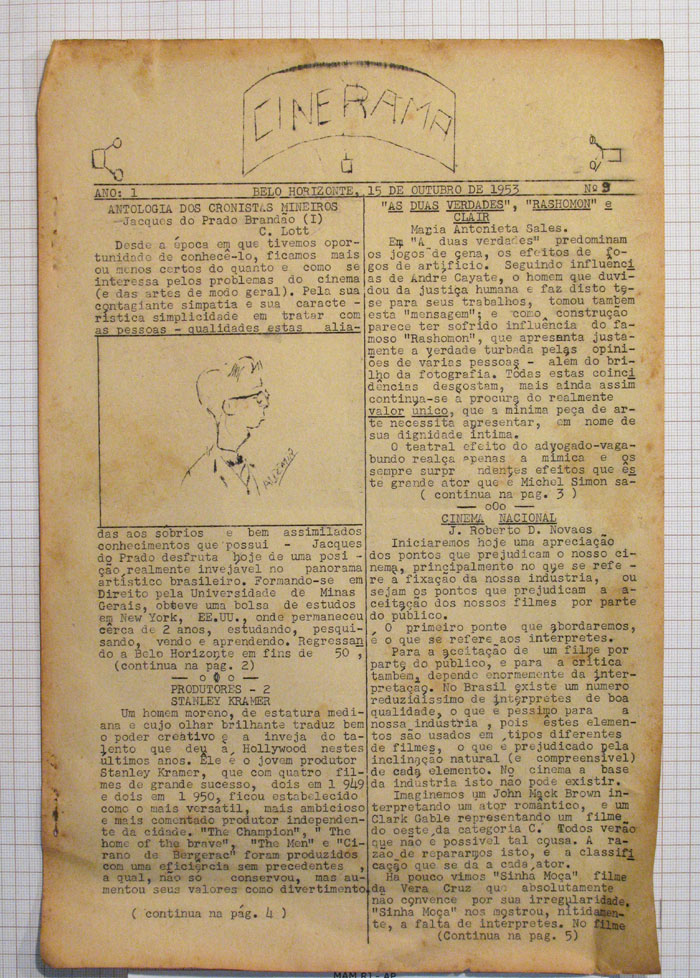 CINERAMA
ANO: 1 BELO HORIZONTE, 15 DE OUTUBRO DE 1953 Nº 3
ANTOLOGIA DOS CRONISTAS MINEIROS
-Jacques do Prado Brandão (I)
C. Lott
Desde a época em que tivemos opor-
tunidade de conhecê-lo, ficamos mais
ou menos certos do quanto e como se
interessa pelos problemas do cinema
(e das artes de modo geral). Pela sua
contagiante simpatia e sua caracte -
rística simplicidade em tratar com
as pessoas - qualidades estas alia-
das aos sóbrios e bem assimilados
conhecimentos que possui - Jacques
do Prado desfruta hoje de uma posi -
ção realmente invejavel no panorama
artístico brasileiro. Formando-se em
Direito pela Universidade de Minas
Gerais, obteve uma bolsa de estudos
em New York, EE.UU., onde permaneceu
cêrca de 2 anos, estudando, pesqui-
sando, vendo e aprendendo. Regressan
do a Belo Horizonte em fins de 50 ,
(continua na pag. 2)
— o0o —
PRODUTORES - 2
STANLEY KRAMER
Um homem moreno, de estatura medi-
ana e cujo olhar brilhante traduz bem
o poder creativo e a inveja do ta-
lento que deu a Hollywood nestes
últimos anos. Êle é o jovem produtor
Stanley Kramer, que com quatro fil-
mes de grande sucesso, dois em 1 949
e dois em 1 950, ficou estabelecido
como o mais versatil, mais ambicioso
e mais comentado produtor independen-
te da cidade. "The Champion", " The
home of the brave", "The Men" e "Ci-
rano de Bergerac" foram produzidos
com uma eficiência sem precedentes ,
a qual, não só conservou, mas au-
mentou seus valores como divertimento.
( continua na pág. 4 )
"AS DUAS VERDADES", "RASHOMON" e
CLAIR
Maria Antonieta Sales.
Em "A duas verdades" predominam
os jogos de cena, os efeitos de fo-
gos de artifício. Seguindo influênci
as de André Cayate, o homem que duvi-
dou da justiça humana e faz disto te-
se para seus trabalhos, tomou tambem
esta "mensagem"; e como construção
parece ter sofrido influência do fa-
moso "Rashomon", que apresenta justa-
mente a verdade turbada pelas opini-
ões de varias pessoas - além do bri-
lho da fotografia. Tôdas estas coinci
dências desgostam, mais ainda assim
continua-se a procura do realmente
valor único, que a mínima peça de ar-
te necessita apresentar, em nome de
sua dignidade íntima.
O teatral efeito do advogado-vaga-
bundo realça apenas a mímica e os
sempre surpr ndentes efeitos que ês
te grande ator que é Michel Simon sa-
( continua na pag. 3 )
— oOo —
CINEMA NACIONAL
J. Roberto D. Novaes
Iniciaremos hoje uma apreciação
dos pontos que prejudicam o nosso ci-
nema, principalmente no que se refe -
re à fixação da nossa indústria, ou
sejam os pontos que prejudicam a a-
ceitação dos nossos filmes por parte
do público.
O primeiro ponto que abordaremos,
é o que se refere aos interpretes.
Para a aceitação de um filme por
parte do público, e para a crítica
tambem, depende enormemente da inter-
pretação. No Brasil existe um numero
reduzidíssimo de interpretes de boa
qualidade, o que é pessimo para a
nossa industria , pois estes elemen-
tos são usados em tipos diferentes
de filmes, o que é prejudicado pela
inclinação natural (e compreensivel)
de cada elemento. No cinema a base
da industria isto não pode existir.
Imaginemos um John Mack Brown in-
terpretando um ator romântico, e um
Clark Gable representando um filme
do oeste da categoria C. Todos verão
que não é possivel tal cousa. A ra-
zão de repararmos isto, é a classifi
cação que se da a cada ator.
Ha pouco vimos "Sinha Moça" filme
da Vera Cruz que absolutamente
não convence por sua irregularidade.
"Sinha Moça" nos mostrou, nitidamen-
te, a falta de interpretes. No filme
(Continua na pag. 5)
MAM RJ - AP